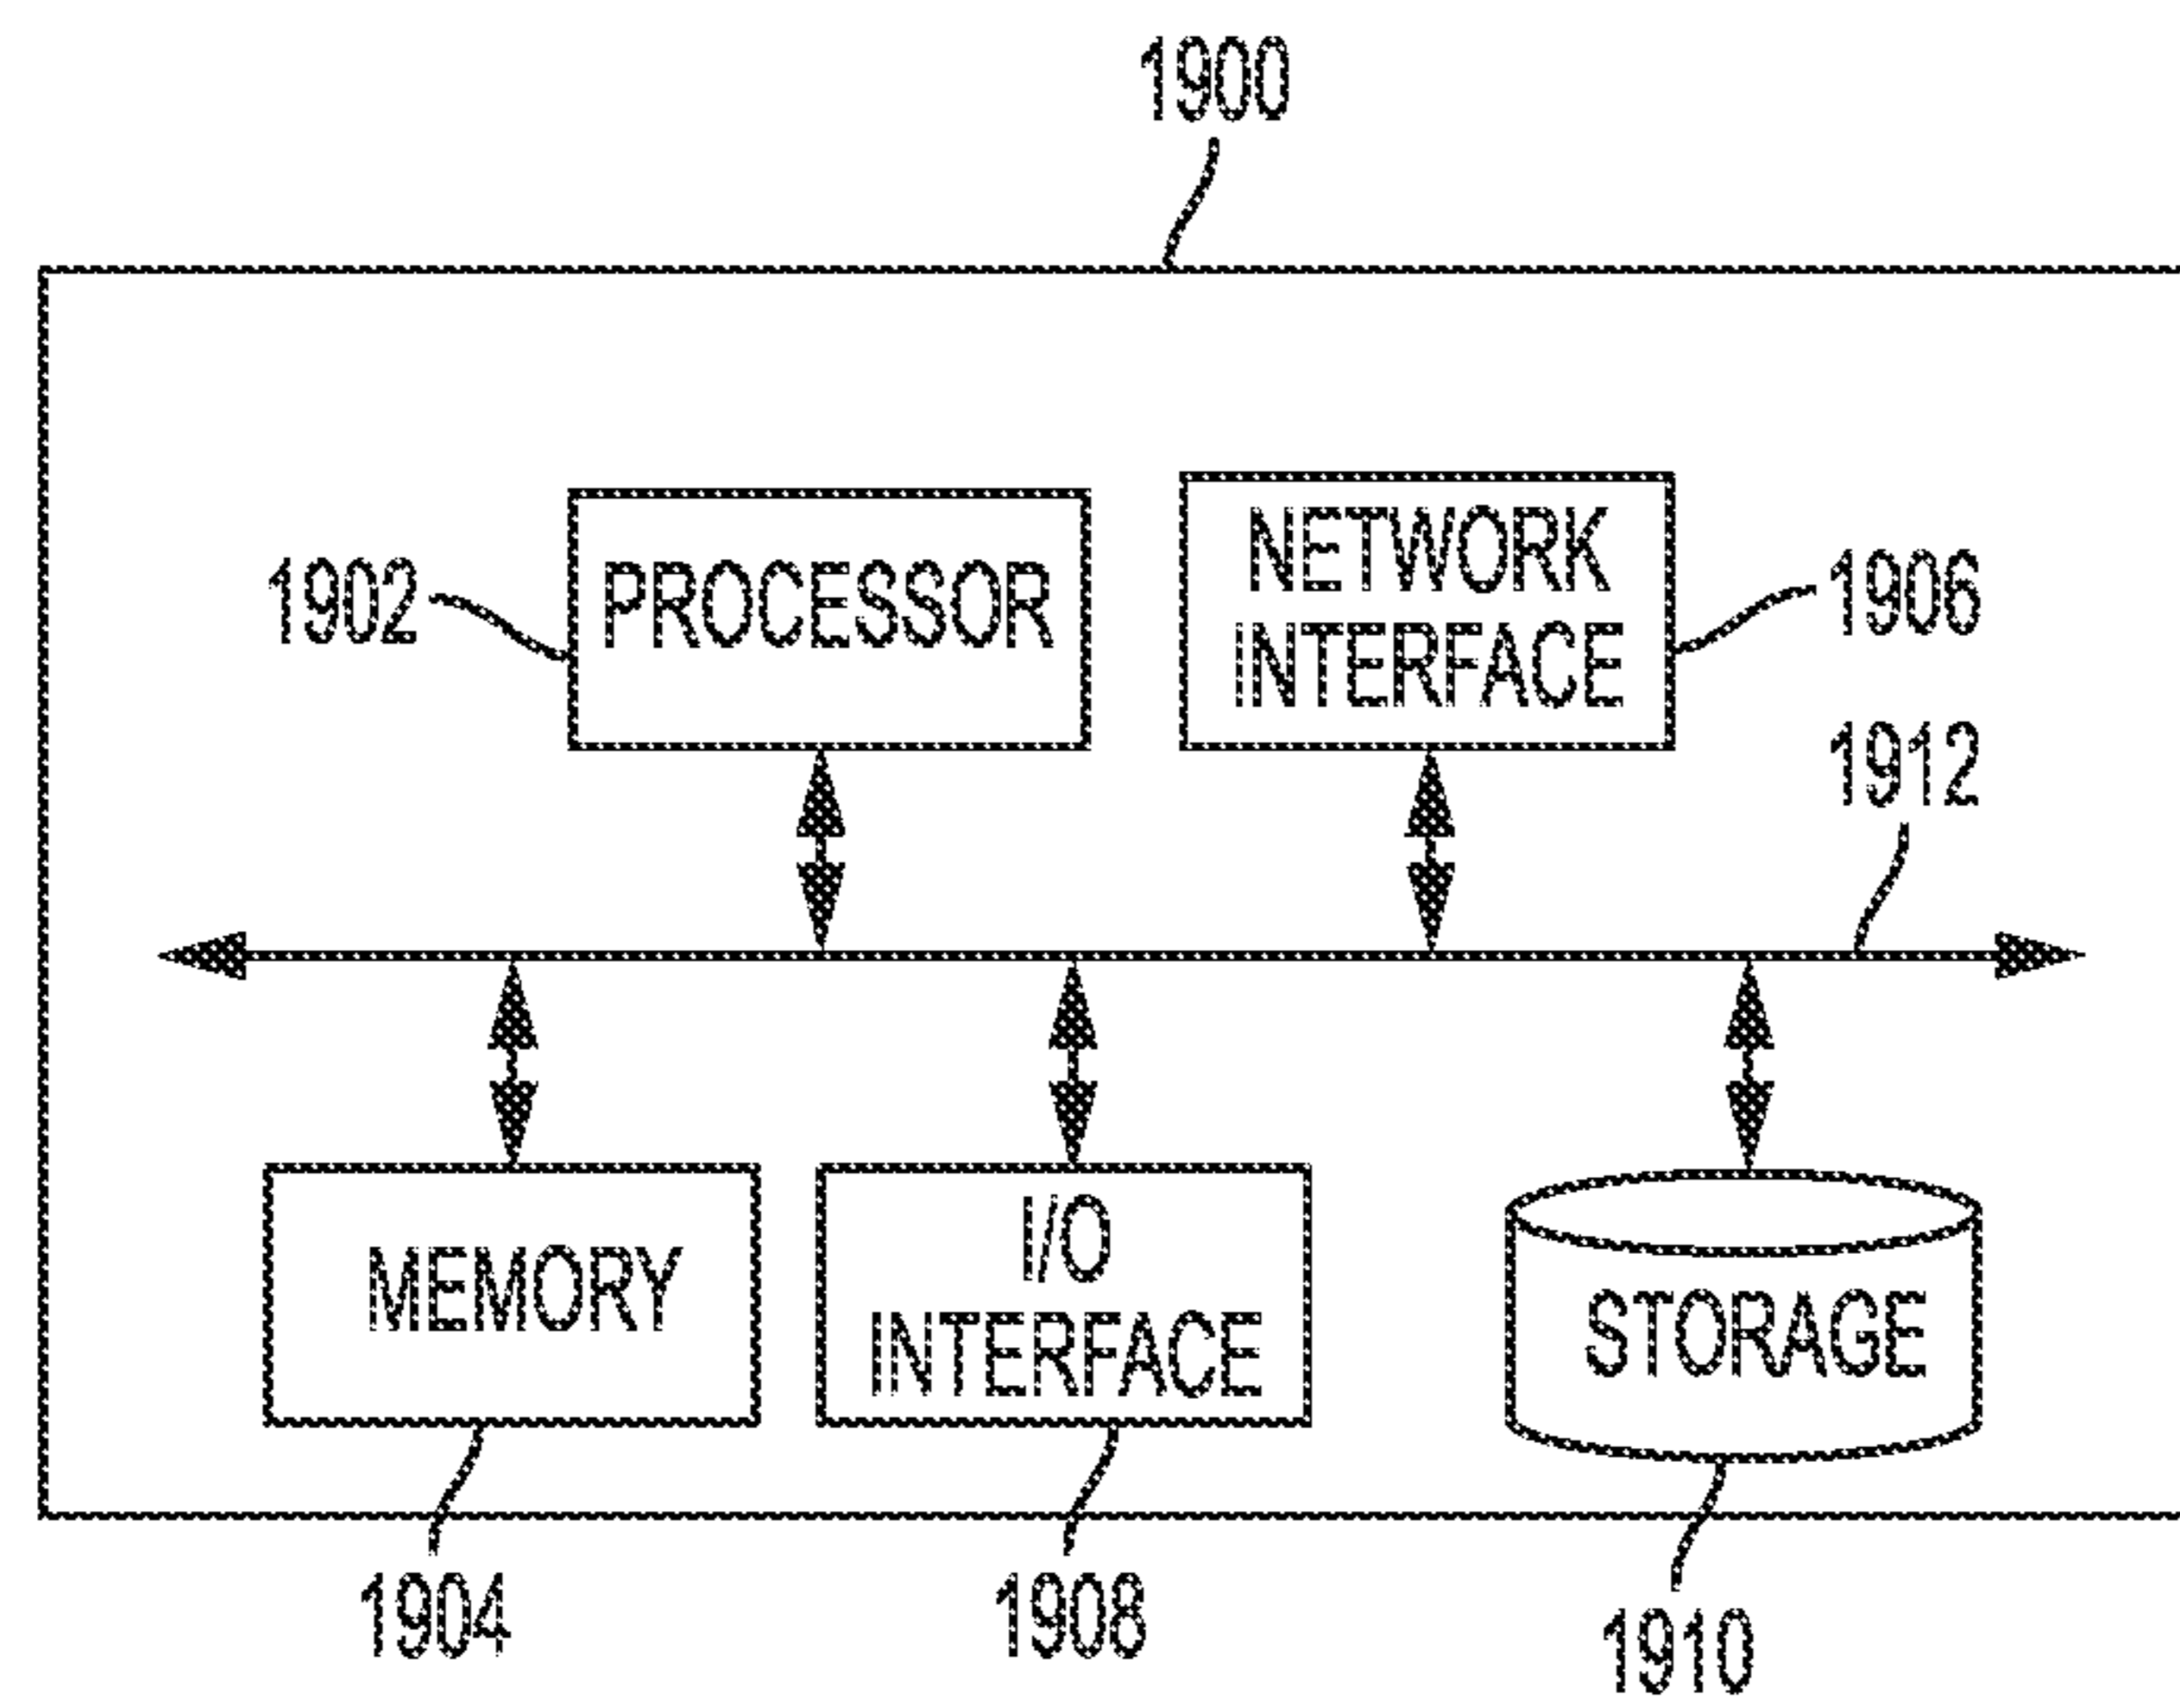 1900
1902
PROCESSOR
NETWORK
INTERFACE
1906
1912
MEMORY
I/O
INTERFACE
STORAGE
1904
1908
1910